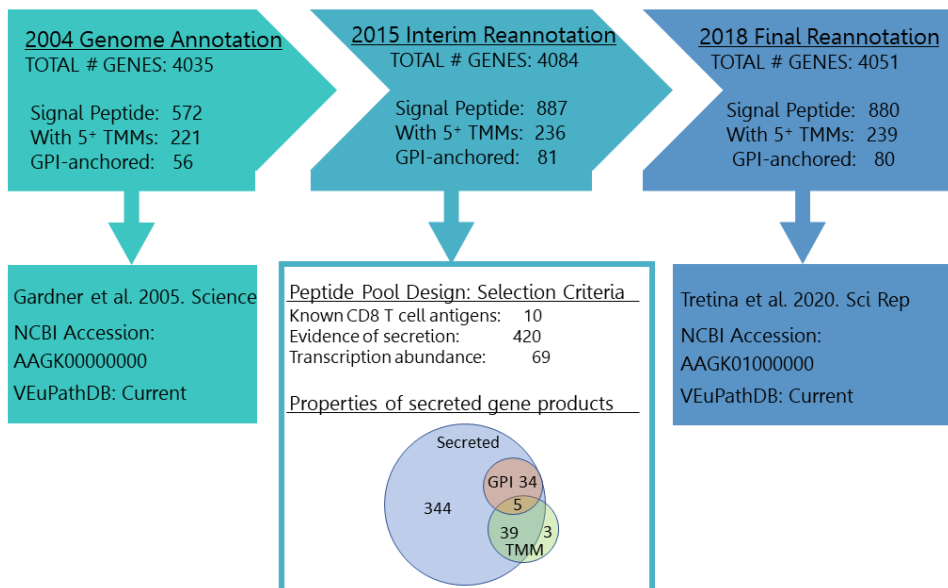 2004 Genome Annotation
TOTAL # GENES: 4035
Signal Peptide: 572
With 5+ TMMs: 221
GPI-anchored: 56
2015 Interim Reannotation
TOTAL # GENES: 4084
Signal Peptide: 887
With 5+ TMMs: 236
GPI-anchored: 81
2018 Final Reannotation
TOTAL # GENES: 4051
Signal Peptide: 880
With 5+ TMMs: 239
GPI-anchored: 80
Gardner et al. 2005. Science
NCBI Accession:
AAGK00000000
VEuPathDB: Current
Peptide Pool Design: Selection Criteria
Known CD8 T cell antigens: 10
Evidence of secretion: 420
Transcription abundance: 69
Properties of secreted gene products
Secreted
GPI 34
344
5
39
3
TMM
Tretina et al. 2020. Sci Rep
NCBI Accession:
AAGK01000000
VEuPathDB: Current